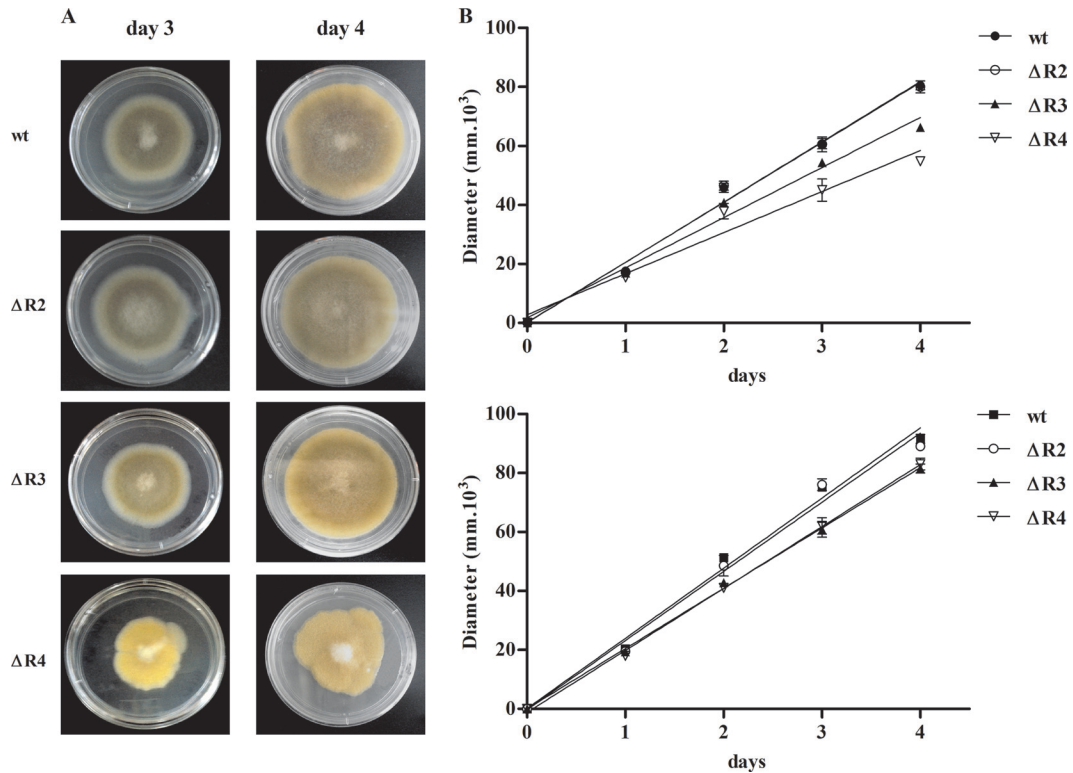 A
day 3
day 4
wt
ΔR2
ΔR3
ΔR4
B
Diameter (mm.10³)
100
80
60
40
20
0
0 1 2 3 4
days
wt
ΔR2
ΔR3
ΔR4
Diameter (mm.10³)
100
80
60
40
20
0
0 1 2 3 4
days
wt
ΔR2
ΔR3
ΔR4